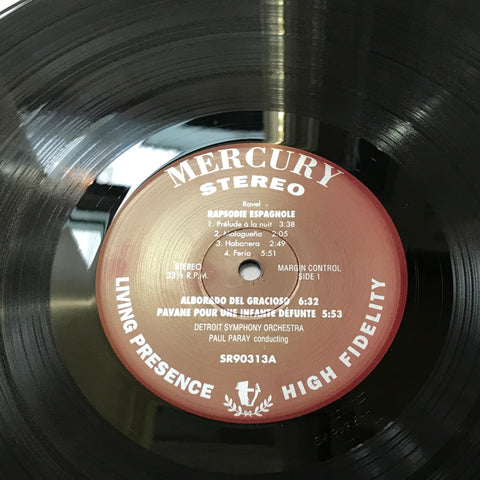 MERCURY
STEREO
Ravel
RAPSODIE ESPAGNOLE
1. Prélude à la nuit 3:38
2. Malagueña 2:05
3. Habanera 2:49
4. Feria 5:51
STEREO
33⅓ R.P.M.
MARGIN CONTROL
SIDE 1
ALBORADO DEL GRACIOSO 6:32
PAVANE POUR UNE INFANTE DÉFUNTE 5:53
DETROIT SYMPHONY ORCHESTRA
PAUL PARAY conducting
SR90313A
LIVING PRESENCE
HIGH FIDELITY